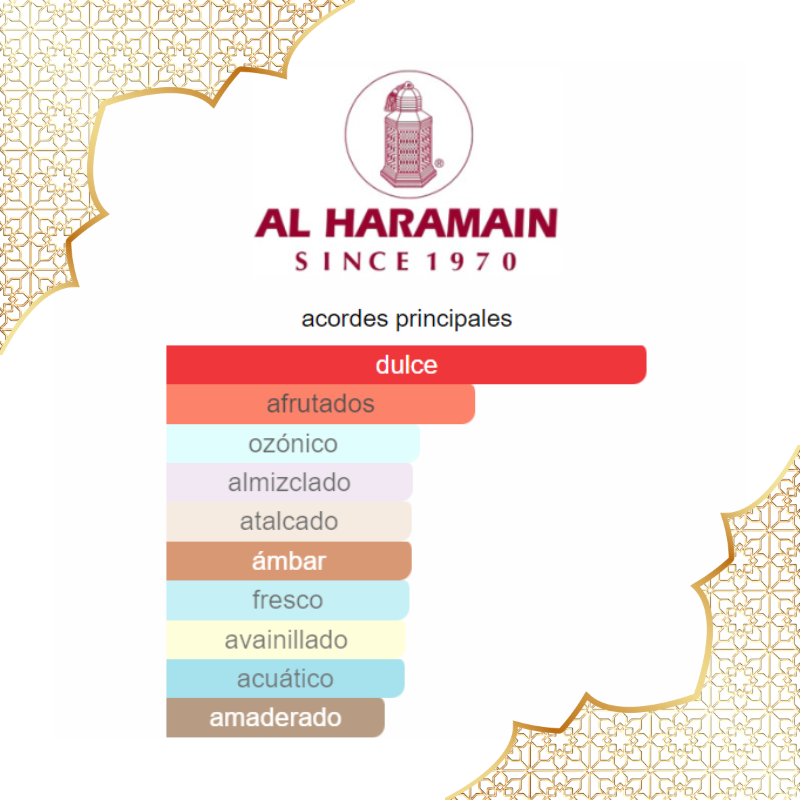 ®
AL HARAMAIN
SINCE 1970
acordes principales
dulce
afrutados
ozónico
almizclado
atalcado
ámbar
fresco
avainillado
acuático
amaderado